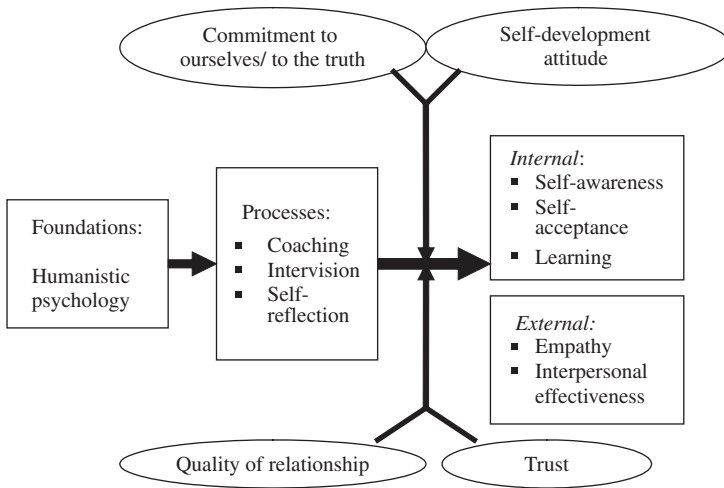 Commitment to
ourselves/ to the truth
Self-development
attitude
Foundations:
Humanistic
psychology
Processes:
▪ Coaching
▪ Intervision
▪ Self-
reflection
Internal:
▪ Self-awareness
▪ Self-
acceptance
▪ Learning
External:
▪ Empathy
▪ Interpersonal
effectiveness
Quality of relationship
Trust